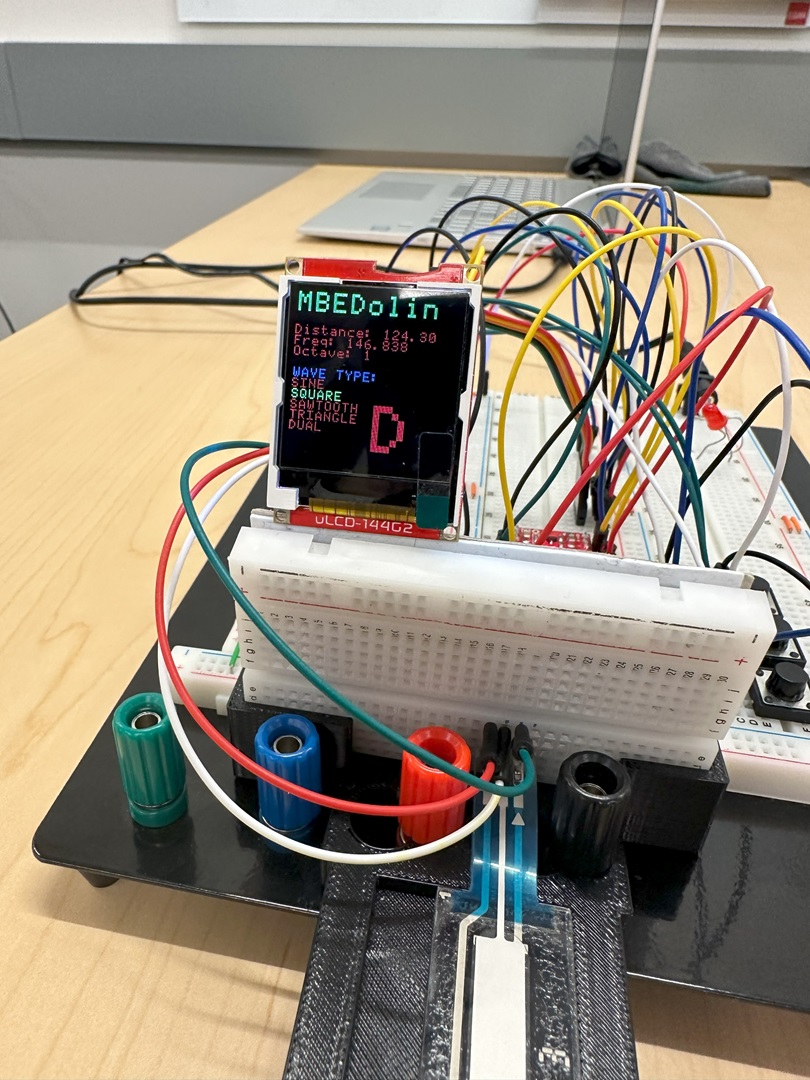 MBEDolin
Distance: 124.30
Freq: 146.838
Octave: 1
WAVE TYPE:
SINE
SQUARE
SAWTOOTH
TRIANGLE
DUAL
D
uLCD-144G2